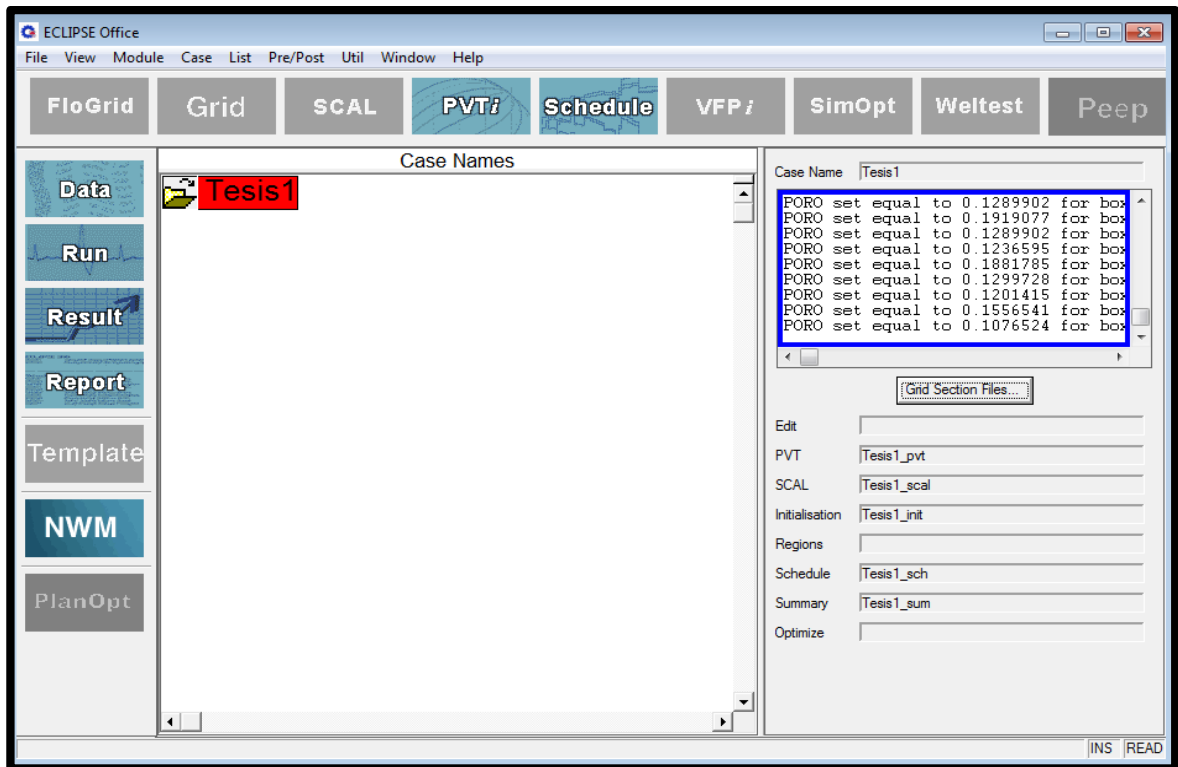 ECLIPSE Office
File View Module Case List Pre/Post Util Window Help
FloGrid Grid SCAL PVTi Schedule VFPi SimOpt Weltest Peep
Data
Run
Result
Report
Template
NWM
PlanOpt
Case Names
Tesis1
Case Name Tesis1
PORO set equal to 0.1289902 for box
PORO set equal to 0.1919077 for box
PORO set equal to 0.1289902 for box
PORO set equal to 0.1236595 for box
PORO set equal to 0.1881785 for box
PORO set equal to 0.1299728 for box
PORO set equal to 0.1201415 for box
PORO set equal to 0.1556541 for box
PORO set equal to 0.1076524 for box
Grid Section Files...
Edit
PVT Tesis1_pvt
SCAL Tesis1_scal
Initialisation Tesis1_init
Regions
Schedule Tesis1_sch
Summary Tesis1_sum
Optimize
INS READ